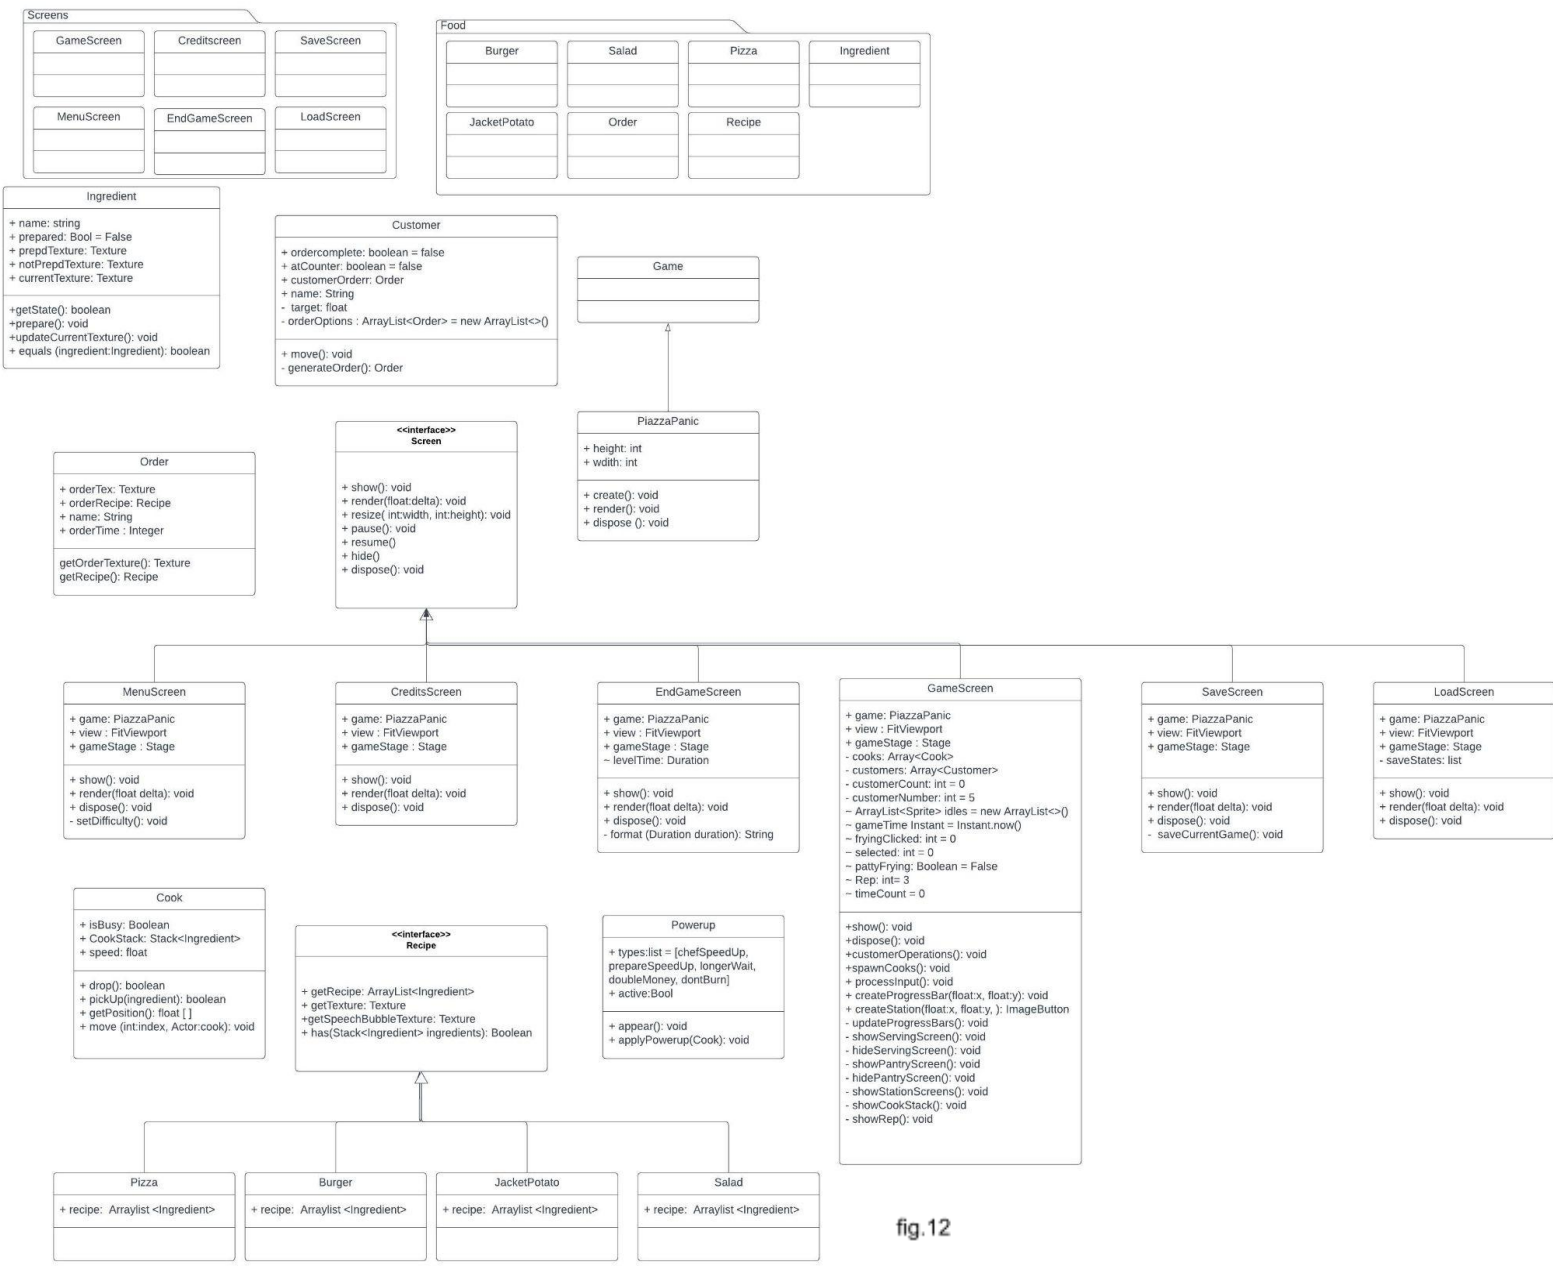 Screens
GameScreen
Creditscreen
SaveScreen
MenuScreen
EndGameScreen
LoadScreen
Food
Burger
Salad
Pizza
Ingredient
JacketPotato
Order
Recipe
Ingredient
+ name: string
+ prepared: Bool = False
+ prepdTexture: Texture
+ notPrepdTexture: Texture
+ currentTexture: Texture
+getState(): boolean
+prepare(): void
+updateCurrentTexture(): void
+ equals (ingredient:Ingredient): boolean
Customer
+ ordercomplete: boolean = false
+ atCounter: boolean = false
+ customerOrderr: Order
+ name: String
- target: float
- orderOptions : ArrayList<Order> = new ArrayList<>()
+ move(): void
- generateOrder(): Order
Game
PiazzaPanic
+ height: int
+ wdith: int
+ create(): void
+ render(): void
+ dispose (): void
Order
+ orderTex: Texture
+ orderRecipe: Recipe
+ name: String
+ orderTime : Integer
getOrderTexture(): Texture
getRecipe(): Recipe
<<interface>>
Screen
+ show(): void
+ render(float:delta): void
+ resize( int:width, int:height): void
+ pause(): void
+ resume()
+ hide()
+ dispose(): void
MenuScreen
+ game: PiazzaPanic
+ view : FitViewport
+ gameStage : Stage
+ show(): void
+ render(float delta): void
+ dispose(): void
- setDifficulty(): void
CreditsScreen
+ game: PiazzaPanic
+ view : FitViewport
+ gameStage : Stage
+ show(): void
+ render(float delta): void
+ dispose(): void
EndGameScreen
+ game: PiazzaPanic
+ view : FitViewport
+ gameStage : Stage
~ levelTime: Duration
+ show(): void
+ render(float delta): void
+ dispose(): void
- format (Duration duration): String
GameScreen
+ game: PiazzaPanic
+ view : FitViewport
+ gameStage : Stage
- cooks: Array<Cook>
- customers: Array<Customer>
- customerCount: int = 0
- customerNumber: int = 5
~ ArrayList<Sprite> idles = new ArrayList<>()
~ gameTime Instant = Instant.now()
~ fryingClicked: int = 0
~ selected: int = 0
~ pattyFrying: Boolean = False
~ Rep: int= 3
~ timeCount = 0
+show(): void
+dispose(): void
+customerOperations(): void
+spawnCooks(): void
+ processInput(): void
+ createProgressBar(float:x, float:y): void
+ createStation(float:x, float:y, ): ImageButton
- updateProgressBars(): void
- showServingScreen(): void
- hideServingScreen(): void
- showPantryScreen(): void
- hidePantryScreen(): void
- showStationScreens(): void
- showCookStack(): void
- showRep(): void
SaveScreen
+ game: PiazzaPanic
+ view: FitViewport
+ gameStage: Stage
+ show(): void
+ render(float delta): void
+ dispose(): void
- saveCurrentGame(): void
LoadScreen
+ game: PiazzaPanic
+ view: FitViewport
+ gameStage: Stage
- saveStates: list
+ show(): void
+ render(float delta): void
+ dispose(): void
Cook
+ isBusy: Boolean
+ CookStack: Stack<Ingredient>
+ speed: float
+ drop(): boolean
+ pickUp(ingredient): boolean
+ getPosition(): float [ ]
+ move (int:index, Actor:cook): void
<<interface>>
Recipe
+ getRecipe: ArrayList<Ingredient>
+ getTexture: Texture
+getSpeechBubbleTexture: Texture
+ has(Stack<Ingredient> ingredients): Boolean
Powerup
+ types:list = [chefSpeedUp,
prepareSpeedUp, longerWait,
doubleMoney, dontBurn]
+ active:Bool
+ appear(): void
+ applyPowerup(Cook): void
Pizza
+ recipe: Arraylist <Ingredient>
Burger
+ recipe: Arraylist <Ingredient>
JacketPotato
+ recipe: Arraylist <Ingredient>
Salad
+ recipe: Arraylist <Ingredient>
fig.12